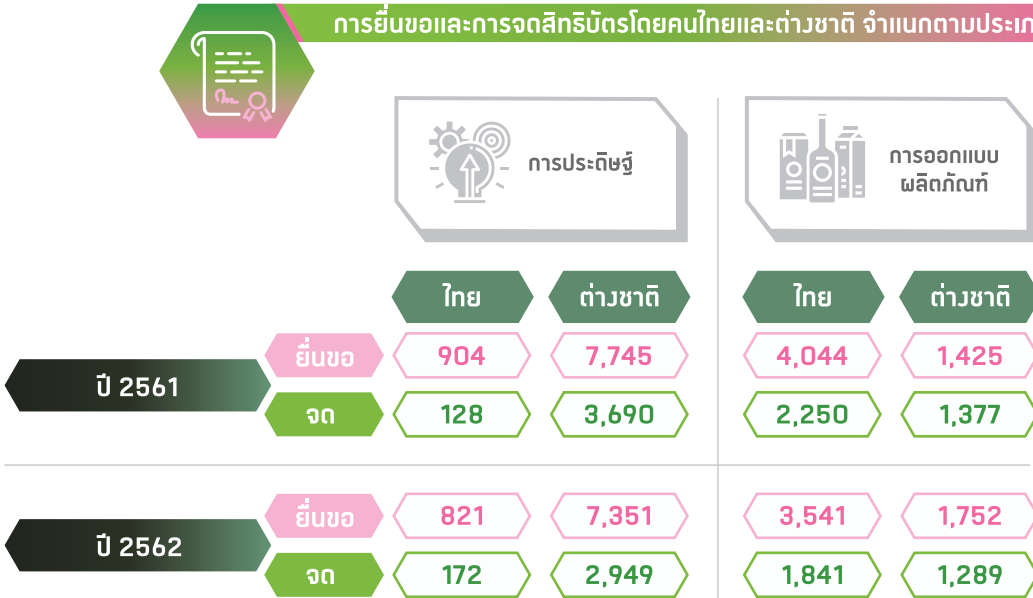 การยื่นขอและการจดสิทธิบัตรโดยคนไทยและต่างชาติ จำแนกตามประเภ
การประดิษฐ์
การออกแบบ
ผลิตภัณฑ์
ไทย ต่างชาติ ไทย ต่างชาติ
ปี 2561
ยื่นขอ 904 7,745 4,044 1,425
จด 128 3,690 2,250 1,377
ปี 2562
ยื่นขอ 821 7,351 3,541 1,752
จด 172 2,949 1,841 1,289